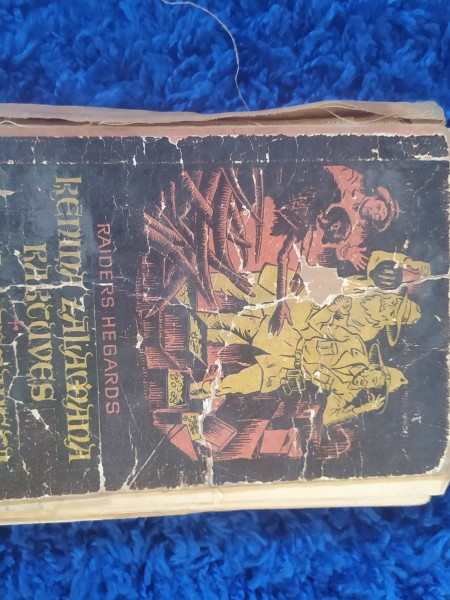 RAIDERS HEGARDS
ĶĒNIŅA ZĀLAMANA
RAKTUVES